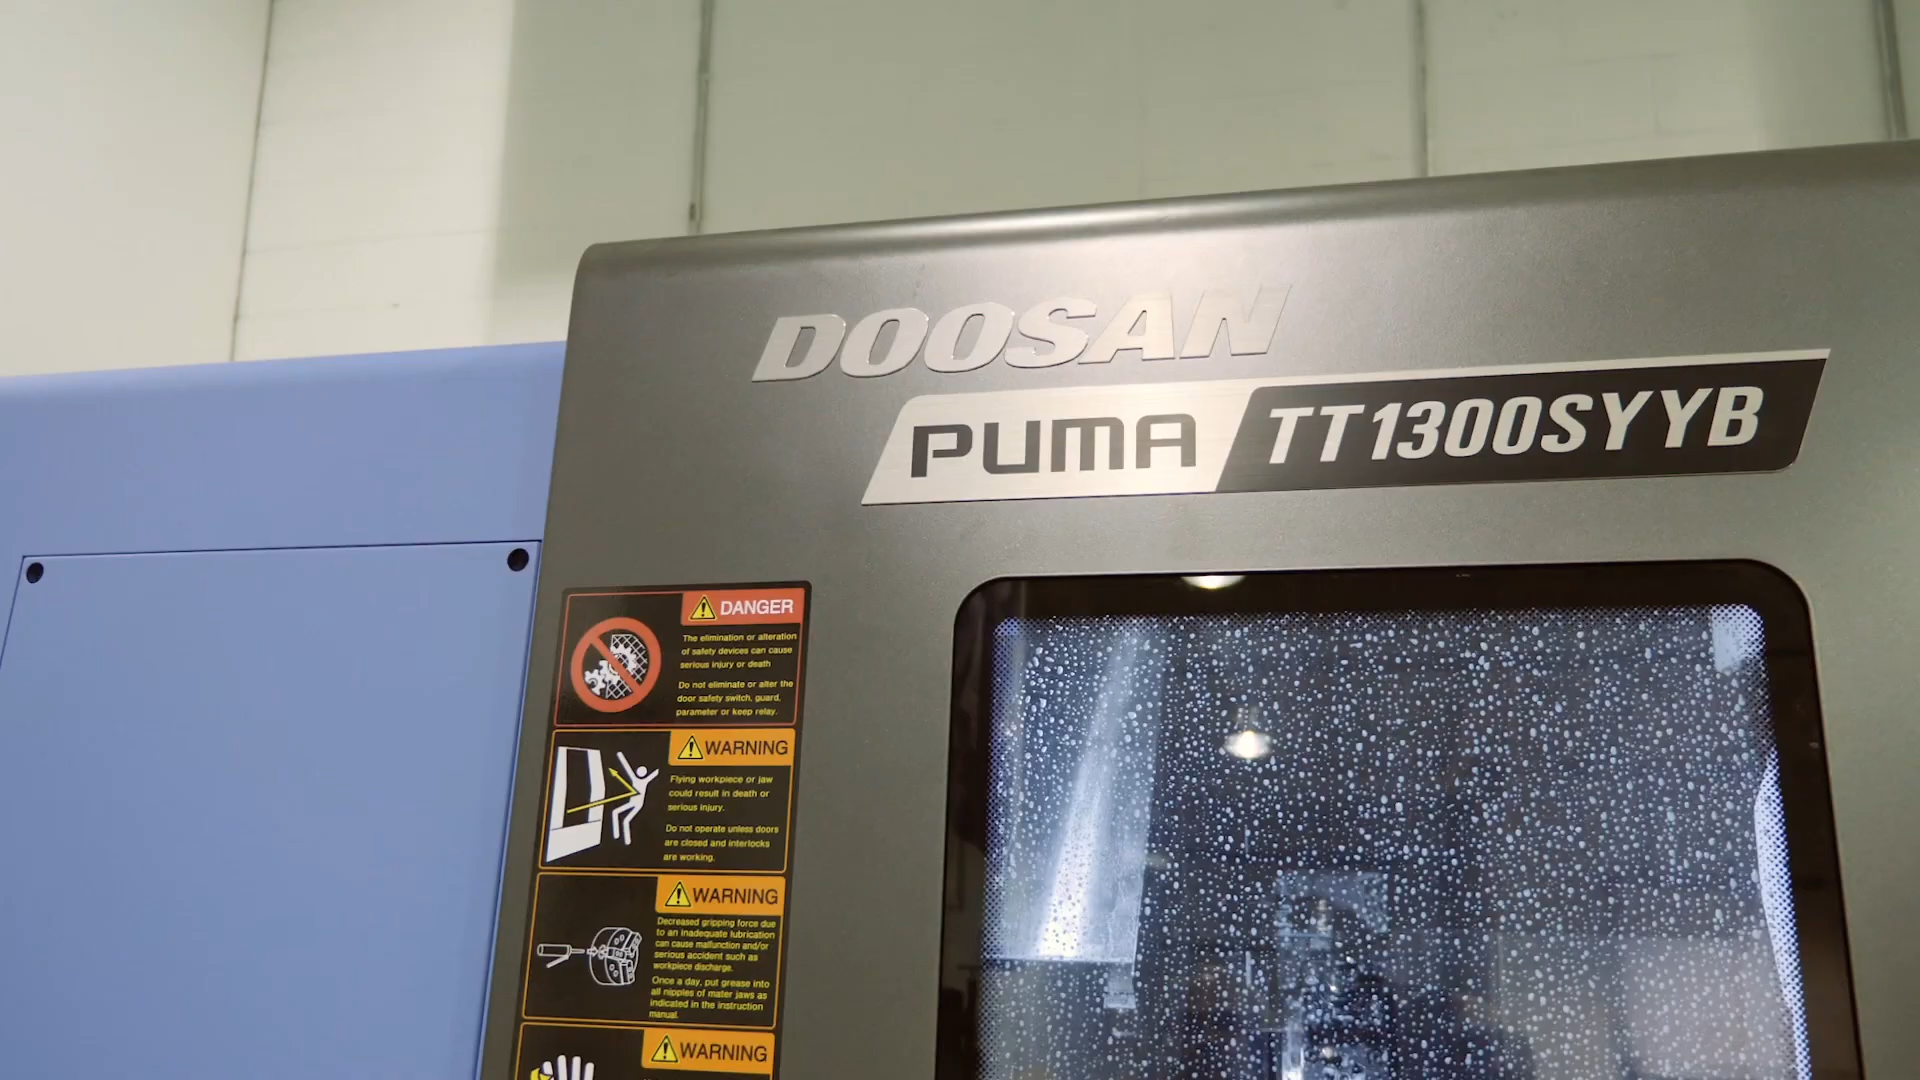 DOOSAN
PUMA TT1300SYYB
DANGER
The elimination or alteration
of safety devices can cause
serious injury or death
Do not eliminate or alter the
door safety switch, guard,
parameter or keep relay.
WARNING
Flying workpiece or jaw
could result in death or
serious injury.
Do not operate unless doors
are closed and interlocks
are working.
WARNING
Decreased gripping force due
to an inadequate lubrication
can cause malfunction and/or
serious accident such as
workpiece discharge.
Once a day, put grease into
all nipples of mater jaws as
indicated in the instruction
manual.
WARNING